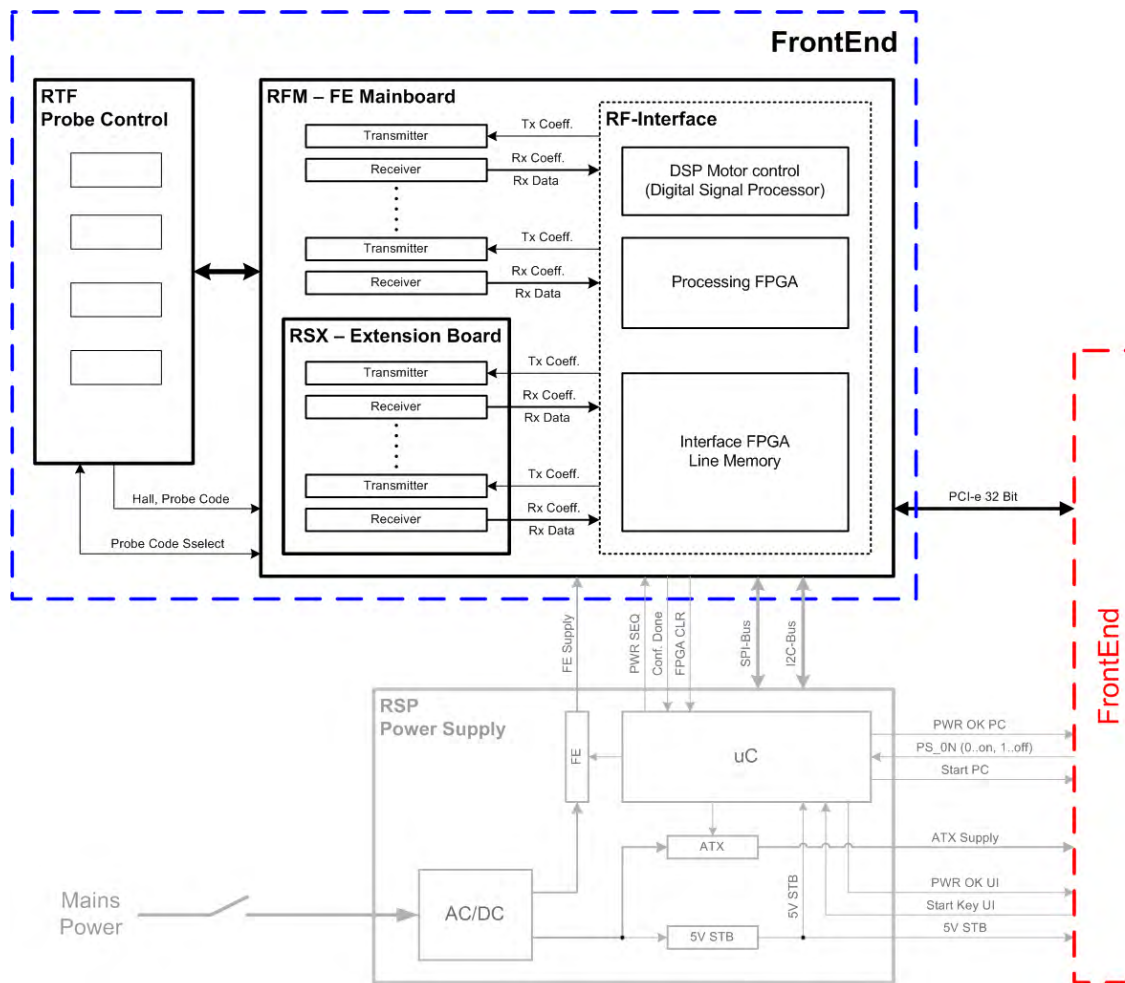 FrontEnd
RTF
Probe Control
RFM – FE Mainboard
Transmitter
Tx Coeff.
Receiver
Rx Coeff.
Rx Data
Transmitter
Tx Coeff.
Receiver
Rx Coeff.
Rx Data
RSX – Extension Board
Transmitter
Tx Coeff.
Receiver
Rx Coeff.
Rx Data
Transmitter
Tx Coeff.
Receiver
Rx Coeff.
Rx Data
RF-Interface
DSP Motor control
(Digital Signal Processor)
Processing FPGA
Interface FPGA
Line Memory
Hall, Probe Code
Probe Code Sselect
PCI-e 32 Bit
FE Supply
PWR SEQ
Conf. Done
FPGA CLR
SPI-Bus
I2C-Bus
FrontEnd
RSP
Power Supply
FE
uC
PWR OK PC
PS_0N (0..on, 1..off)
Start PC
ATX
ATX Supply
Mains
Power
AC/DC
5V STB
5V STB
PWR OK UI
Start Key UI
5V STB